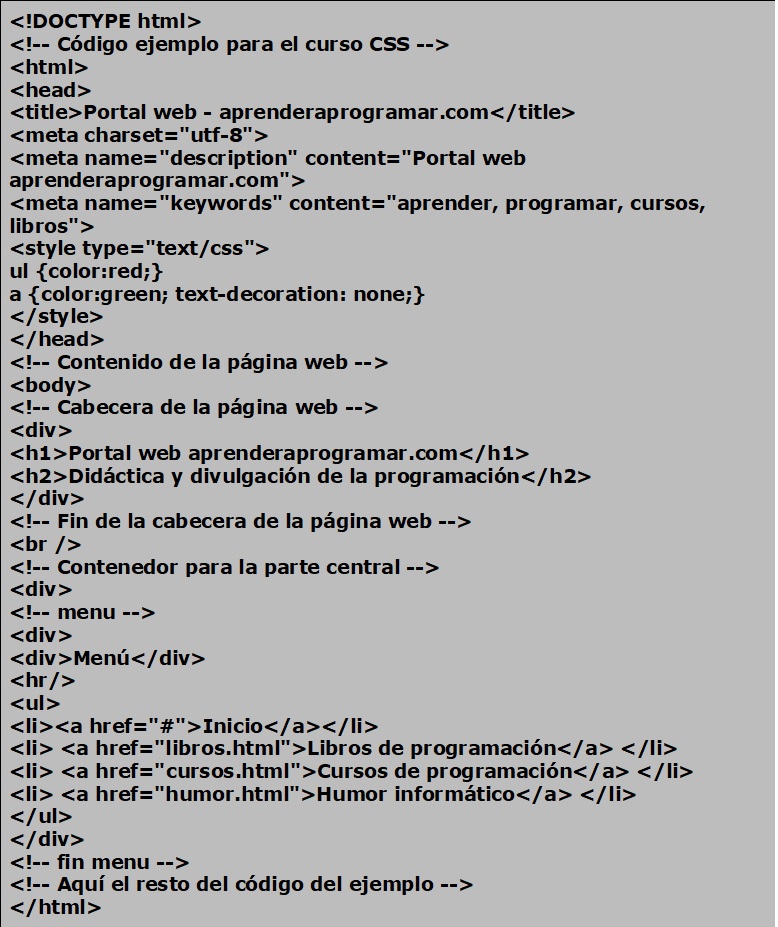 <!DOCTYPE html>
<!-- Código ejemplo para el curso CSS -->
<html>
<head>
<title>Portal web - aprenderaprogramar.com</title>
<meta charset="utf-8">
<meta name="description" content="Portal web
aprenderaprogramar.com">
<meta name="keywords" content="aprender, programar, cursos,
libros">
<style type="text/css">
ul {color:red;}
a {color:green; text-decoration: none;}
</style>
</head>
<!-- Contenido de la página web -->
<body>
<!-- Cabecera de la página web -->
<div>
<h1>Portal web aprenderaprogramar.com</h1>
<h2>Didáctica y divulgación de la programación</h2>
</div>
<!-- Fin de la cabecera de la página web -->
<br />
<!-- Contenedor para la parte central -->
<div>
<!-- menu -->
<div>
<div>Menú</div>
<hr/>
<ul>
<li><a href="#">Inicio</a></li>
<li> <a href="libros.html">Libros de programación</a> </li>
<li> <a href="cursos.html">Cursos de programación</a> </li>
<li> <a href="humor.html">Humor informático</a> </li>
</ul>
</div>
<!-- fin menu -->
<!-- Aquí el resto del código del ejemplo -->
</html>